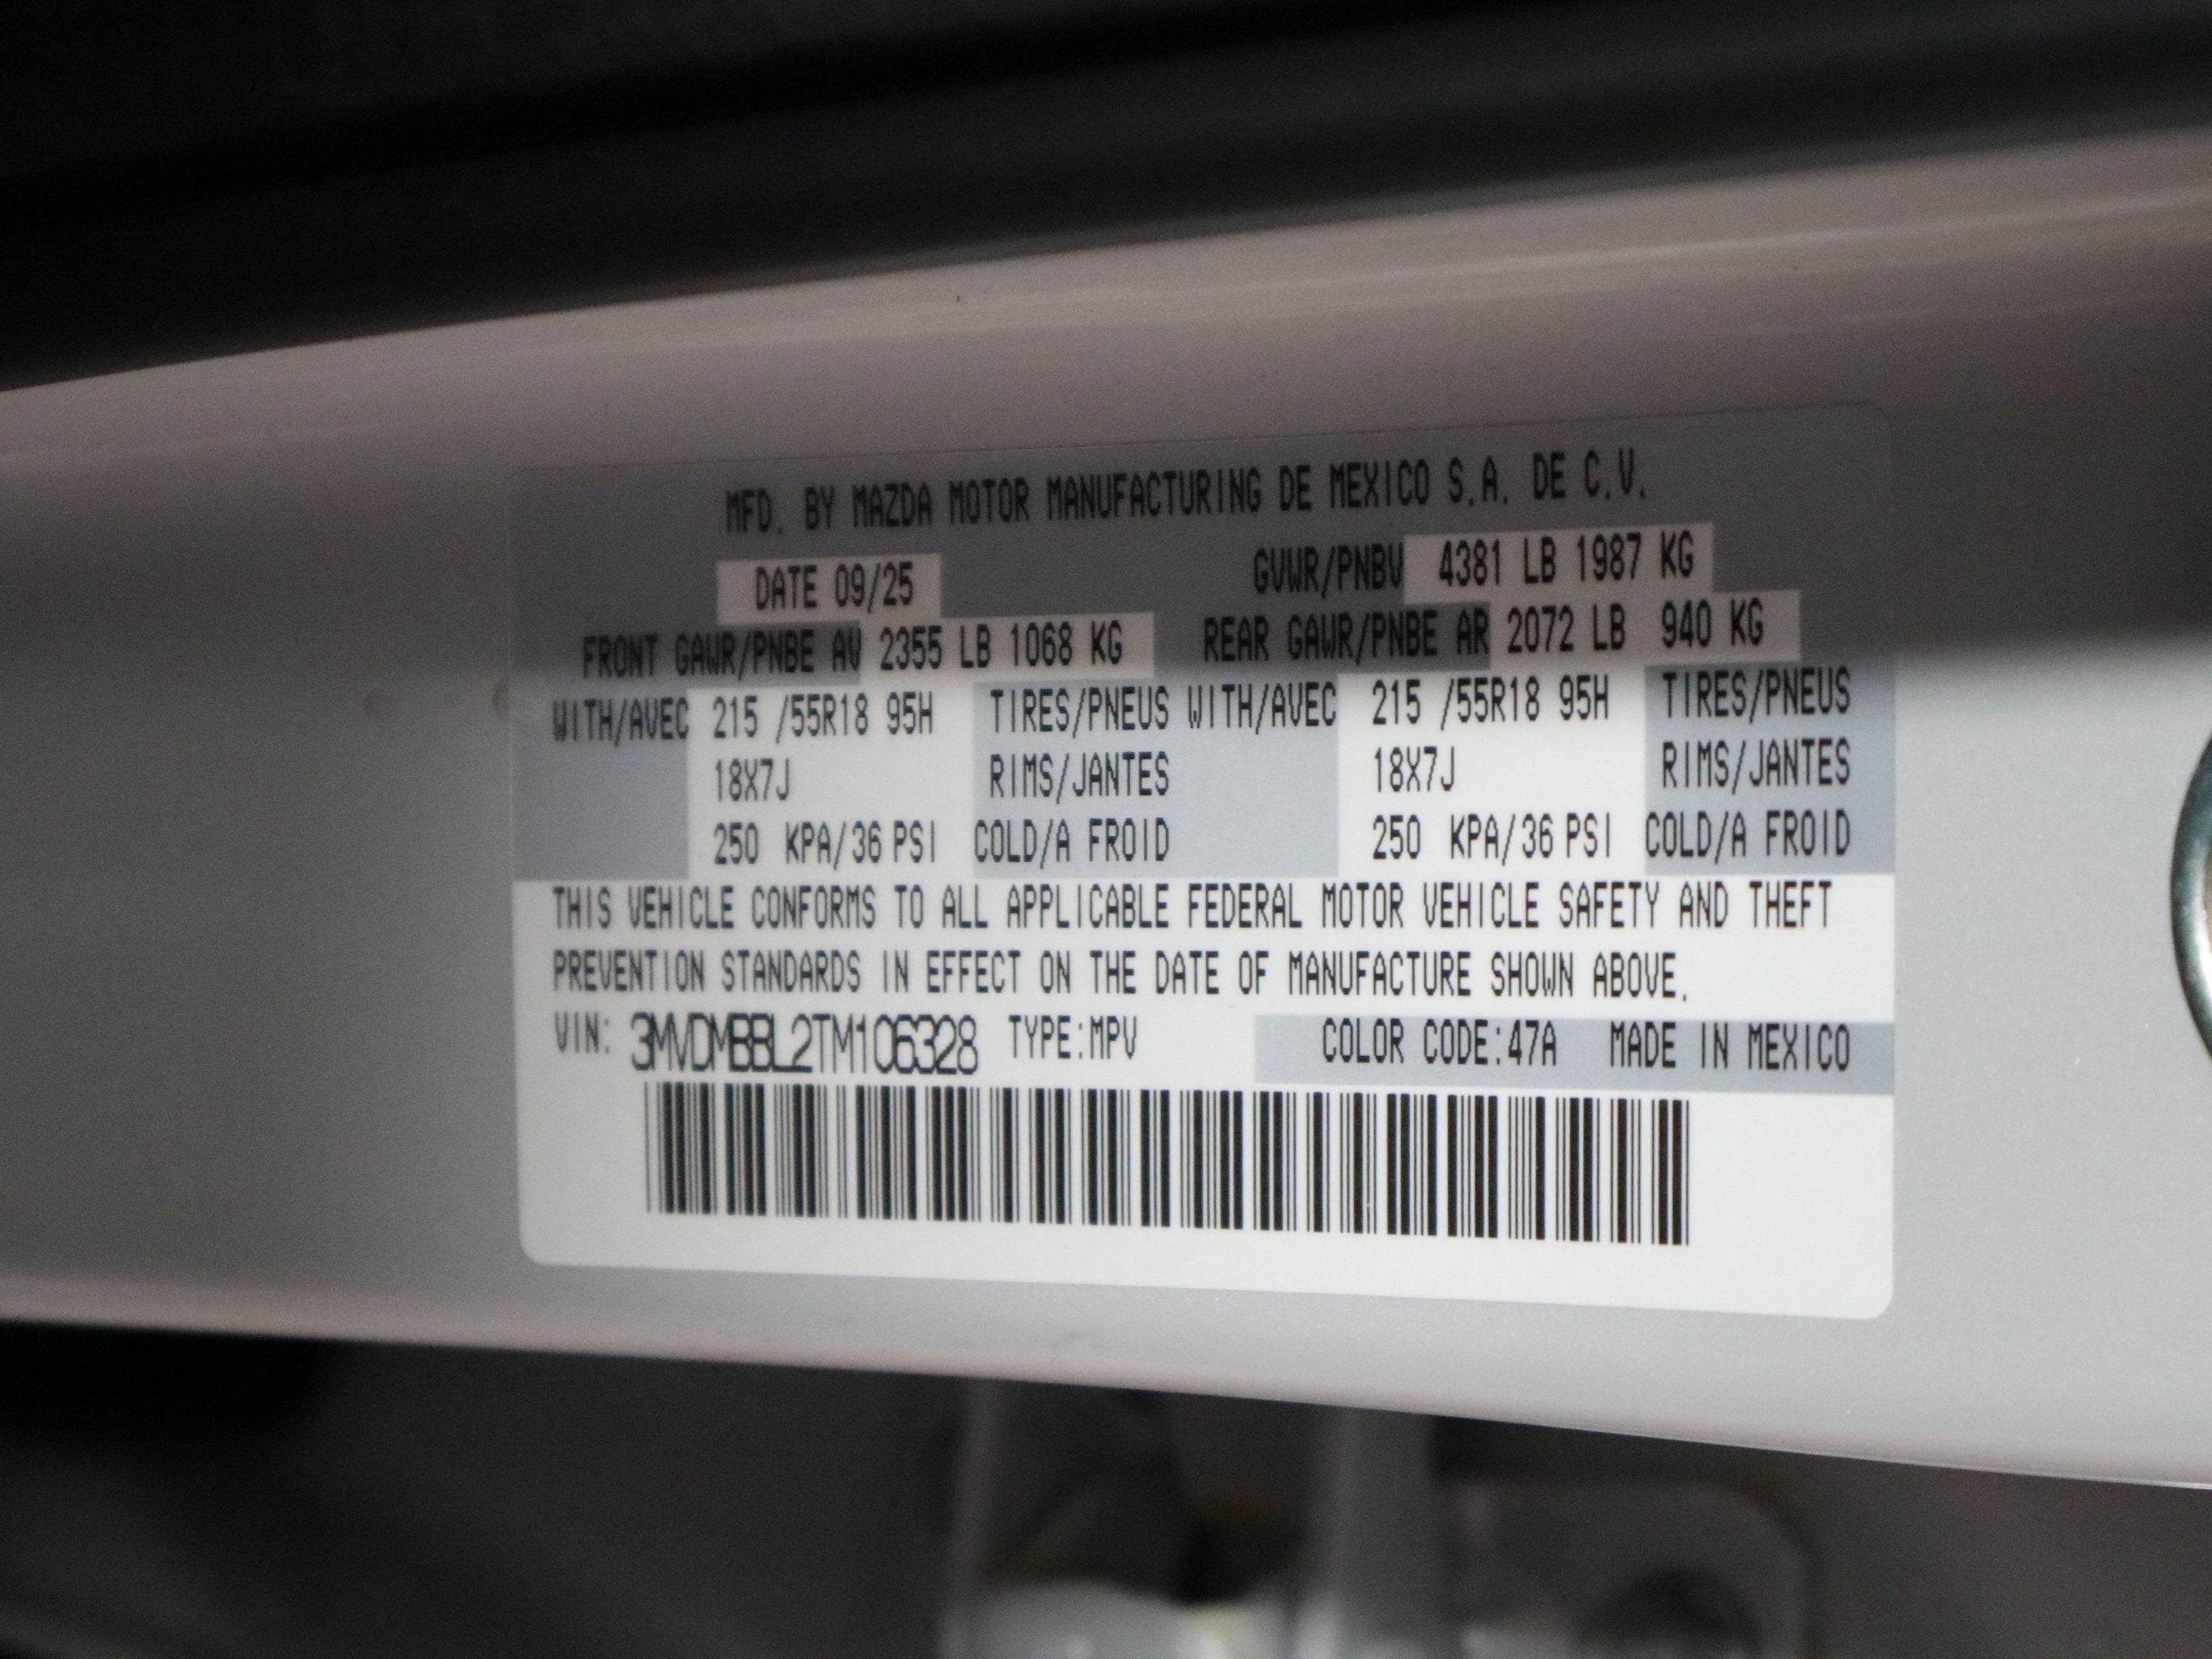 MFD. BY MAZDA MOTOR MANUFACTURING DE MEXICO S.A. DE C.V.
DATE 09/25 GVWR/PNBV 4381 LB 1987 KG
FRONT GAWR/PNBE AV 2355 LB 1068 KG REAR GAWR/PNBE AR 2072 LB 940 KG
WITH/AVEC 215 /55R18 95H TIRES/PNEUS WITH/AVEC 215 /55R18 95H TIRES/PNEUS
18X7J RIMS/JANTES 18X7J RIMS/JANTES
250 KPA/36 PSI COLD/A FROID 250 KPA/36 PSI COLD/A FROID
THIS VEHICLE CONFORMS TO ALL APPLICABLE FEDERAL MOTOR VEHICLE SAFETY AND THEFT
PREVENTION STANDARDS IN EFFECT ON THE DATE OF MANUFACTURE SHOWN ABOVE.
VIN: 3MVDMBBL2TM106328 TYPE:MPV COLOR CODE:47A MADE IN MEXICO